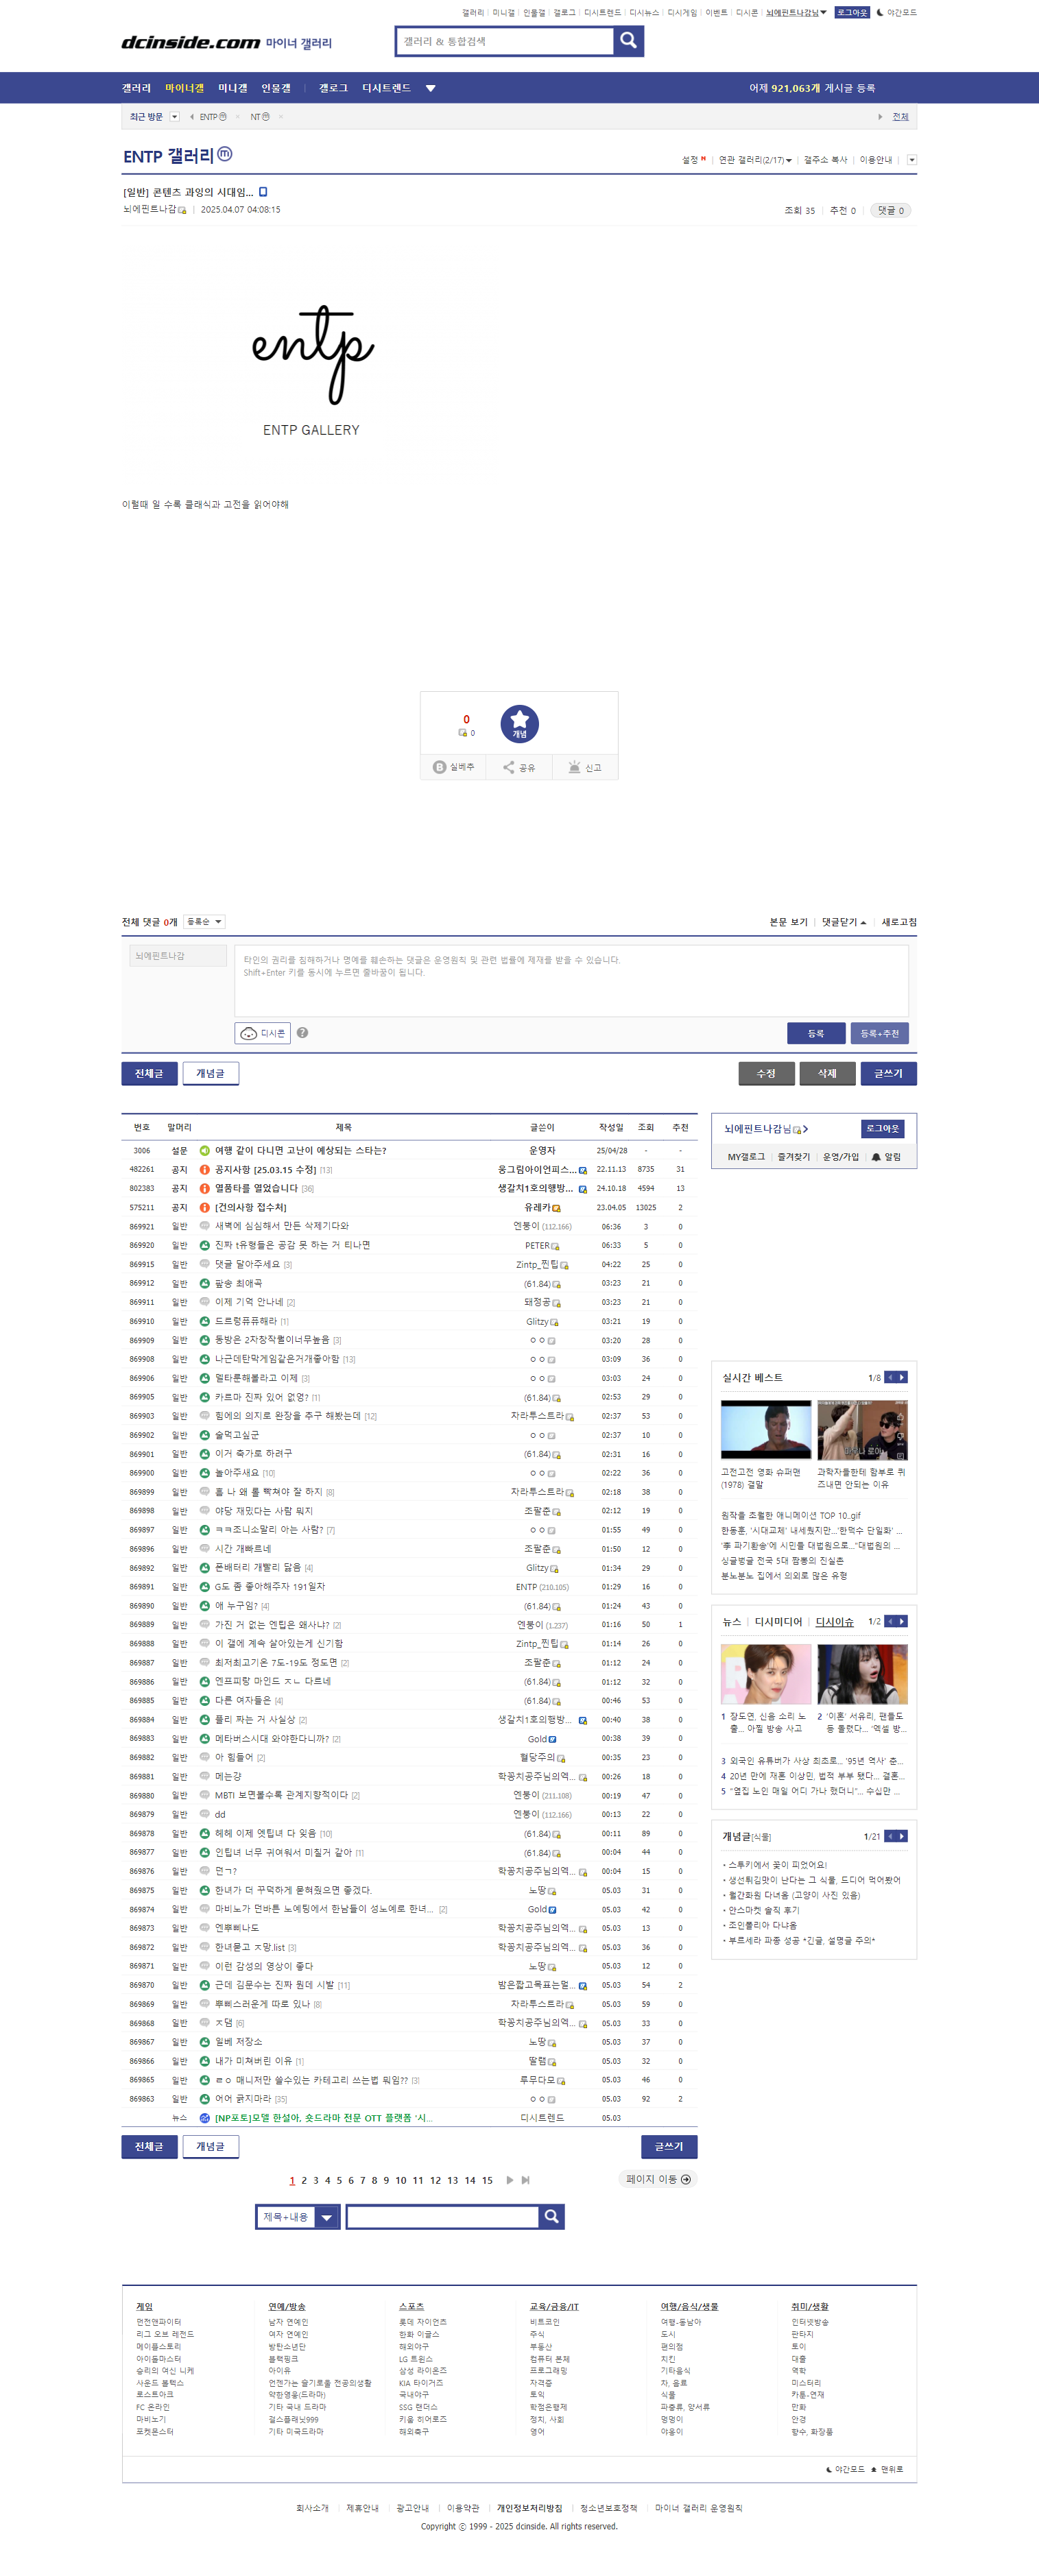 갤러리 | 마이너갤 | 인물갤 | 갤로그 | 디시트렌드 | 디시뉴스 | 디시게임 | 이벤트 | 디시콘 | 뇌에핀트나감님 로그아웃 야간모드
dcinside.com 마이너 갤러리
갤러리 & 통합검색
갤러리 마이너갤 미니갤 인물갤 | 갤로그 디시트렌드
어제 921,063개 게시글 등록
최근 방문 ENTP ⓜ × NT ⓜ × 전체
ENTP 갤러리 ⓜ
설정 N | 연관 갤러리(2/17) | 갤주소 복사 | 이용안내
[일반] 콘텐츠 과잉의 시대임...
뇌에핀트나감 | 2025.04.07 04:08:15
조회 35 | 추천 0 | 댓글 0
entp
ENTP GALLERY
이럴때 일 수록 클래식과 고전을 읽어야해
0
0
개념
실베추 공유 신고
전체 댓글 0개 등록순
본문 보기 | 댓글닫기 | 새로고침
뇌에핀트나감
타인의 권리를 침해하거나 명예를 훼손하는 댓글은 운영원칙 및 관련 법률에 제재를 받을 수 있습니다.
Shift+Enter 키를 동시에 누르면 줄바꿈이 됩니다.
디시콘 ?
등록 등록+추천
전체글 개념글
수정 삭제 글쓰기
번호 말머리 제목 글쓴이 작성일 조회 추천
3006 설문 여행 같이 다니면 고난이 예상되는 스타는? 운영자 25/04/28 - -
482261 공지 공지사항 [25.03.15 수정] [13] 몽그림아이언피스... 22.11.13 8735 31
802383 공지 열품타를 열었습니다 [36] 생갈치1호의행방... 24.10.18 4594 13
575211 공지 [건의사항 접수처] 유레카 23.04.05 13025 2
869921 일반 새벽에 심심해서 만든 삭제기다와 엔붕이 (112.166) 06:36 3 0
869920 일반 진짜 t유형들은 공감 못 하는 거 티나면 PETER 06:33 5 0
869915 일반 댓글 달아주세요 [3] Zintp_찐팁 04:22 25 0
869912 일반 팝송 최애곡 (61.84) 03:23 21 0
869911 일반 이제 기억 안나네 [2] 돼정공 03:23 21 0
869910 일반 드르렁퓨퓨해라 [1] Glitzy 03:21 19 0
869909 일반 동방은 2차창작퀄이너무높음 [3] ㅇㅇ 03:20 28 0
869908 일반 나근데탄막게임같은거개좋아함 [13] ㅇㅇ 03:09 36 0
869906 일반 델타룬해볼라고 이제 [3] ㅇㅇ 03:03 24 0
869905 일반 카르마 진짜 있어 없엉? [1] (61.84) 02:53 29 0
869903 일반 힘에의 의지로 완장을 추구 해봤는데 [12] 자라투스트라 02:37 53 0
869902 일반 술먹고싶군 ㅇㅇ 02:37 10 0
869901 일반 이거 축가로 하려구 (61.84) 02:31 16 0
869900 일반 놀아주새요 [10] ㅇㅇ 02:22 36 0
869899 일반 흠 나 왜 롤 빡쳐야 잘 하지 [8] 자라투스트라 02:18 38 0
869898 일반 야당 재밌다는 사람 뭐지 조팔춘 02:12 19 0
869897 일반 ㅋㅋ조니소말리 아는 사람? [7] ㅇㅇ 01:55 49 0
869896 일반 시간 개빠르네 조팔춘 01:50 12 0
869892 일반 폰배터리 개빨리 닳음 [4] Glitzy 01:34 29 0
869891 일반 G도 좀 좋아해주자 191일차 ENTP (210.105) 01:29 16 0
869890 일반 얘 누구임? [4] (61.84) 01:24 43 0
869889 일반 가진 거 없는 엔팁은 왜사냐? [2] 엔붕이 (1.237) 01:16 50 1
869888 일반 이 갤에 계속 살아있는게 신기함 Zintp_찐팁 01:14 26 0
869887 일반 최저최고기온 7도-19도 정도면 [2] 조팔춘 01:12 24 0
869886 일반 엔프피랑 마인드 ㅈㄴ 다르네 (61.84) 01:12 32 0
869885 일반 다른 여자들은 [4] (61.84) 00:46 53 0
869884 일반 플리 짜는 거 사실상 [2] 생갈치1호의행방... 00:40 38 0
869883 일반 메타버스시대 와야한다니까? [2] Gold 00:38 39 0
869882 일반 아 힘들어 [2] 혈당주의 00:35 23 0
869881 일반 메는걍 학꽁치공주님의역... 00:26 18 0
869880 일반 MBTI 보면볼수록 관계지향적이다 [2] 엔붕이 (211.108) 00:19 47 0
869879 일반 dd 엔붕이 (112.166) 00:13 22 0
869878 일반 헤헤 이제 엣팁녀 다 잊음 [10] (61.84) 00:11 89 0
869877 일반 인팁녀 너무 귀여워서 미칠거 같아 [1] (61.84) 00:04 44 0
869876 일반 던ㄱ? 학꽁치공주님의역... 00:04 15 0
869875 일반 한녀가 더 꾸덕하게 묻혀줬으면 좋겠다. 노땅 05.03 31 0
869874 일반 마비노가 던바튼 노예팅에서 한남들이 성노예로 한녀... [2] Gold 05.03 42 0
869873 일반 엔뿌삐나도 학꽁치공주님의역... 05.03 13 0
869872 일반 한녀묻고 ㅈ망.list [3] 학꽁치공주님의역... 05.03 36 0
869871 일반 이런 감성의 영상이 좋다 노땅 05.03 12 0
869870 일반 근데 김문수는 진짜 뭔데 시발 [11] 밤은짧고목표는멀... 05.03 54 2
869869 일반 뿌삐스러운게 따로 있나 [8] 자라투스트라 05.03 59 0
869868 일반 ㅈ댐 [6] 학꽁치공주님의역... 05.03 33 0
869867 일반 일베 저장소 노땅 05.03 37 0
869866 일반 내가 미쳐버린 이유 [1] 딸램 05.03 32 0
869865 일반 ㄹㅇ 매니저만 쓸수있는 카테고리 쓰는법 뭐임?? [3] 루무다모 05.03 46 0
869863 일반 어어 긁지마라 [35] ㅇㅇ 05.03 92 2
뉴스 [NP포토]모델 한설아, 숏드라마 전문 OTT 플랫폼 '시... 디시트렌드 05.03
전체글 개념글 글쓰기
1 2 3 4 5 6 7 8 9 10 11 12 13 14 15
페이지 이동
제목+내용
뇌에핀트나감님 로그아웃
MY갤로그 | 즐겨찾기 | 운영/가입 | 알림
실시간 베스트 1/8
고전고전 영화 슈퍼맨(1978) 결말
과학자들한테 함부로 퀴즈내면 안되는 이유
원작을 초월한 애니메이션 TOP 10..gif
한동훈, '시대교체' 내세웠지만...'한덕수 단일화' ...
'李 파기환송'에 시민들 대법원으로..."대법원의 ...
싱글벙글 전국 5대 짬뽕의 진실촌
분노분노 집에서 의외로 많은 유형
뉴스 | 디시미디어 | 디시이슈 1/2
1 장도연, 신음 소리 노출... 아찔 방송 사고
2 '이혼' 서유리, 팬들도 등 돌렸다... '엑셀 방...
3 외국인 유튜버가 사상 최초로... '95년 역사' 춘...
4 20년 만에 재혼 이상민, 법적 부부 됐다... 결혼...
5 "옆집 노인 매일 어디 가나 했더니"... 수십만 ...
개념글[식물] 1/21
스투키에서 꽃이 피었어요!
생선튀김맛이 난다는 그 식물, 드디어 먹어봤어
월간화원 다녀옴 (고양이 사진 있음)
얀스마켓 솔직 후기
조인폴리아 다냐옴
부르세라 파종 성공 *긴글, 설명글 주의*
게임
던전앤파이터
리그 오브 레전드
메이플스토리
아이돌마스터
승리의 여신 니케
사운드 볼텍스
로스트아크
FC 온라인
마비노기
포켓몬스터
연예/방송
남자 연예인
여자 연예인
방탄소년단
블랙핑크
아이유
언젠가는 슬기로울 전공의생활
약한영웅(드라마)
기타 국내 드라마
걸스플래닛999
기타 미국드라마
스포츠
롯데 자이언츠
한화 이글스
해외야구
LG 트윈스
삼성 라이온즈
KIA 타이거즈
국내야구
SSG 랜더스
키움 히어로즈
해외축구
교육/금융/IT
비트코인
주식
부동산
컴퓨터 본체
프로그래밍
자격증
토익
학점은행제
정치, 사회
영어
여행/음식/생물
여행-동남아
도시
편의점
치킨
기타음식
차, 음료
식물
파충류, 양서류
멍멍이
야옹이
취미/생활
인터넷방송
판타지
토이
대출
역학
미스터리
카툰-연재
만화
안경
향수, 화장품
야간모드 맨위로
회사소개 | 제휴안내 | 광고안내 | 이용약관 | 개인정보처리방침 | 청소년보호정책 | 마이너 갤러리 운영원칙
Copyright ⓒ 1999 - 2025 dcinside. All rights reserved.